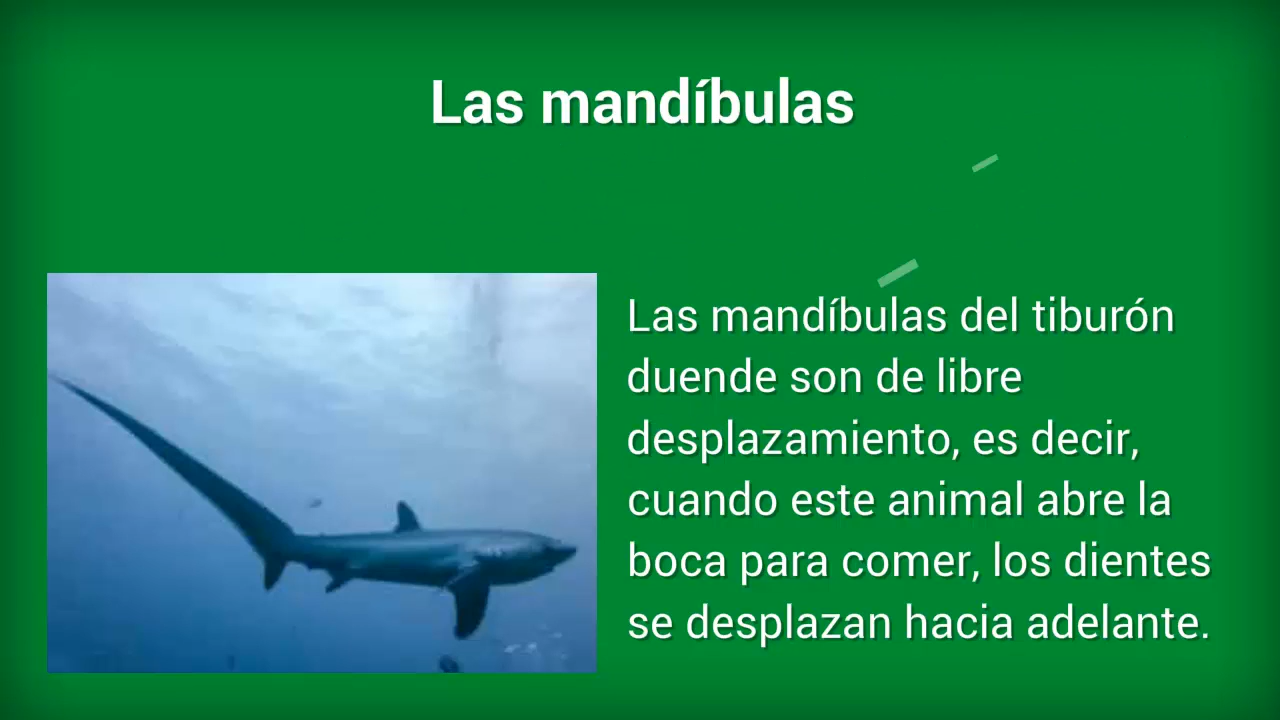 Las mandíbulas
Las mandíbulas del tiburón
duende son de libre
desplazamiento, es decir,
cuando este animal abre la
boca para comer, los dientes
se desplazan hacia adelante.